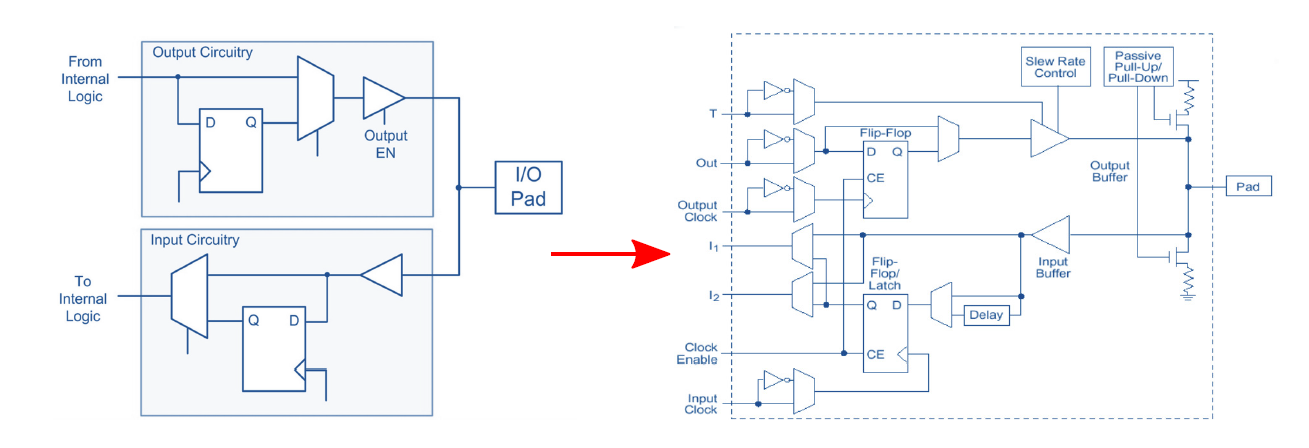 Output Circuitry
From
Internal
Logic
D
Q
Output
EN
I/O
Pad
Input Circuitry
To
Internal
Logic
Q
D
Slew Rate
Control
Passive
Pull-Up/
Pull-Down
T
Flip-Flop
Out
D
Q
CE
Output
Buffer
Pad
Output
Clock
I1
Flip-
Flop/
Latch
Input
Buffer
I2
Q
D
Delay
Clock
Enable
CE
Input
Clock